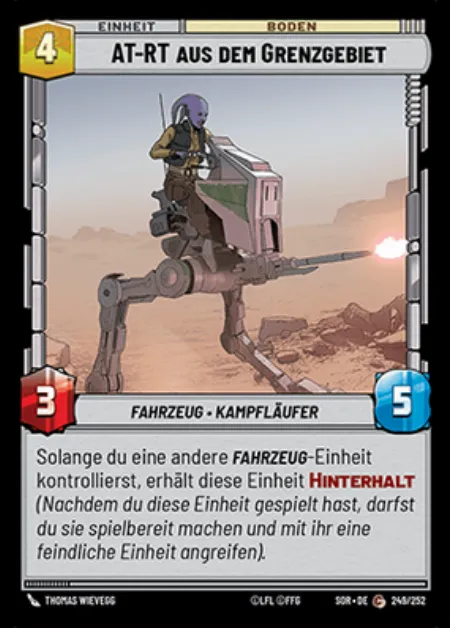 4
EINHEIT
BODEN
AT-RT AUS DEM GRENZGEBIET
3
FAHRZEUG • KAMPFLÄUFER
5
Solange du eine andere FAHRZEUG-Einheit
kontrollierst, erhält diese Einheit HINTERHALT
(Nachdem du diese Einheit gespielt hast, darfst
du sie spielbereit machen und mit ihr eine
feindliche Einheit angreifen).
THOMAS WIEVEGG
©LFL ©FFG
SOR • DE C 249/252